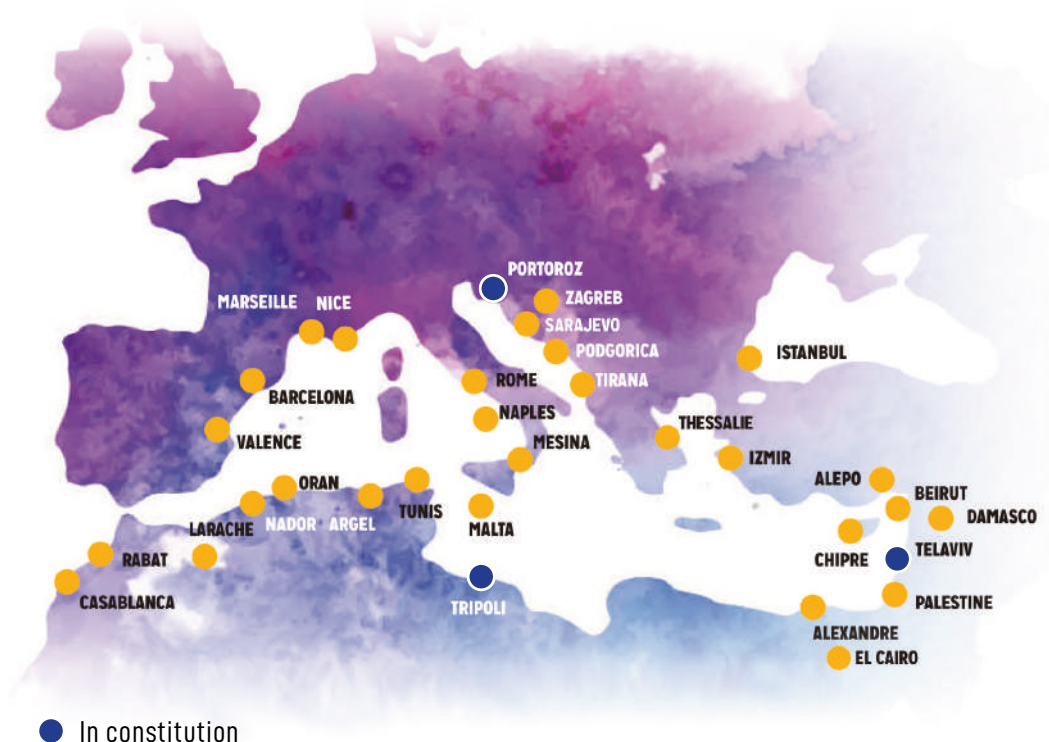 PORTOROZ
ZAGREB
MARSEILLE
NICE
SARAJEVO
PODGORICA
ISTANBUL
ROME
TIRANA
BARCELONA
NAPLES
THESSALIE
VALENCE
MESINA
IZMIR
ALEPO
ORAN
BEIRUT
TUNIS
DAMASCO
LARACHE
NADOR
ARGEL
MALTA
TELAVIV
RABAT
CHIPRE
CASABLANCA
TRIPOLI
PALESTINE
ALEXANDRE
EL CAIRO
In constitution